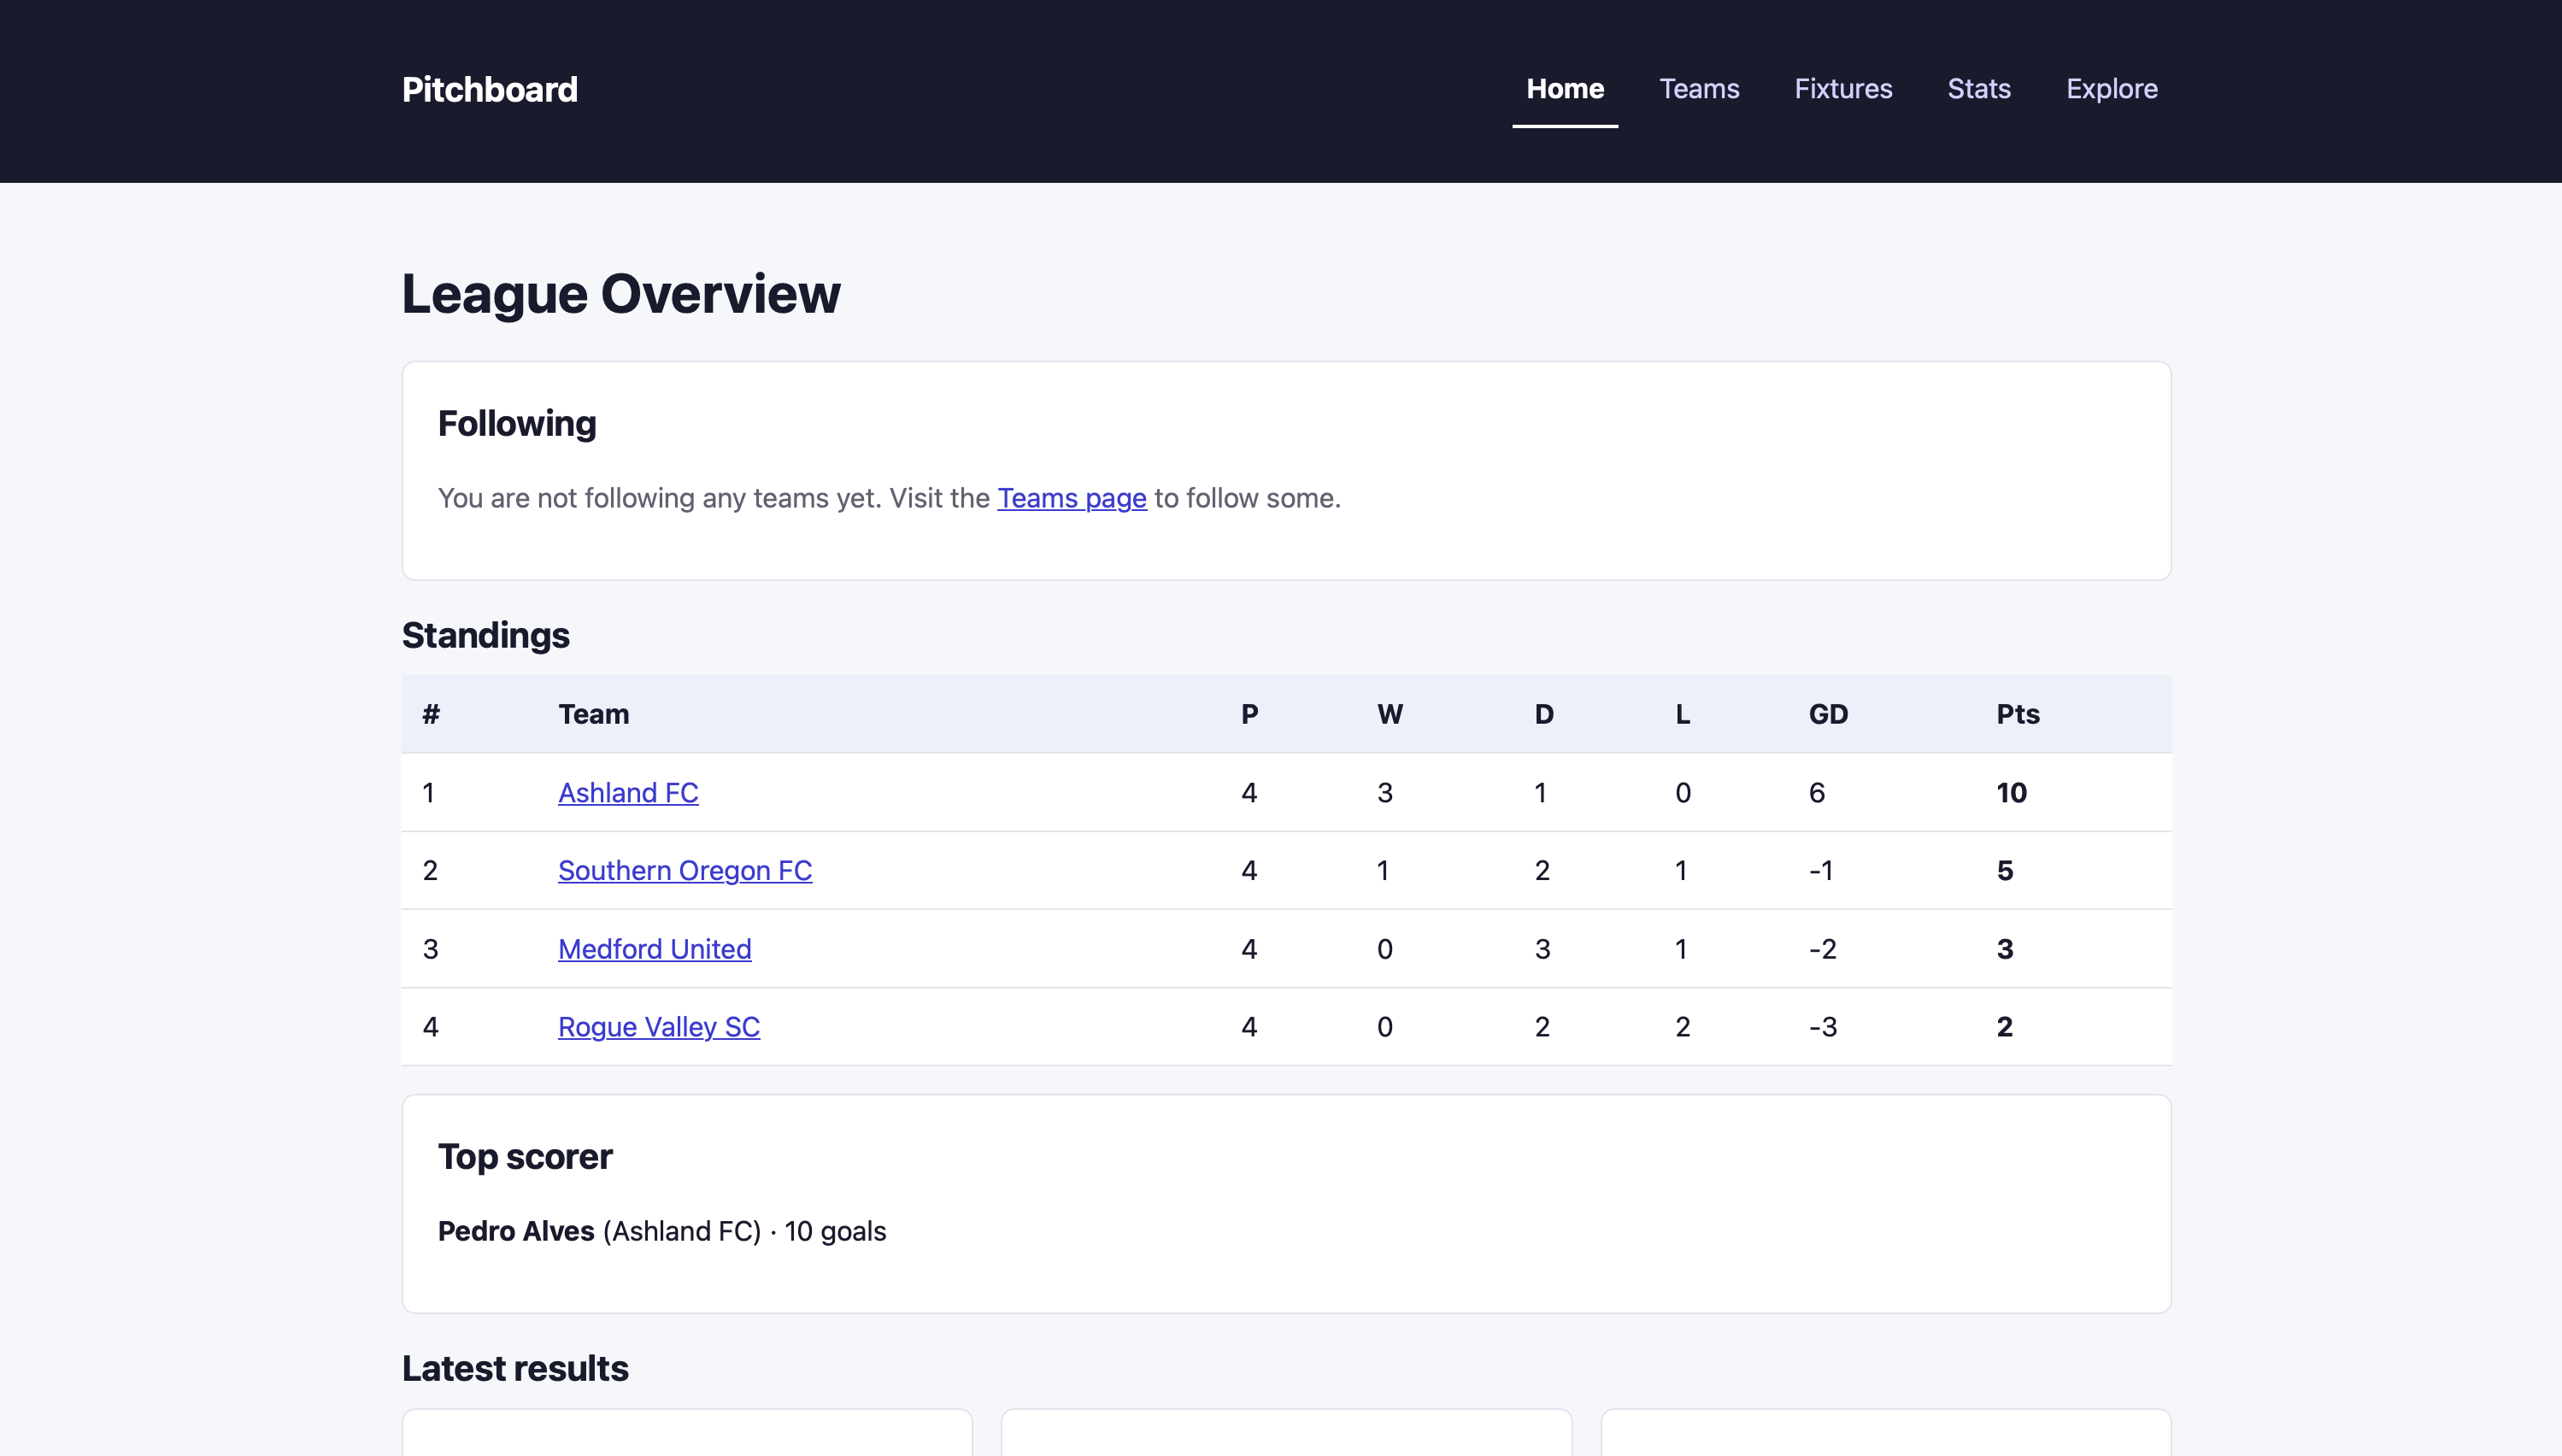 Pitchboard
Home Teams Fixtures Stats Explore
League Overview
Following
You are not following any teams yet. Visit the Teams page to follow some.
Standings
# Team P W D L GD Pts
1 Ashland FC 4 3 1 0 6 10
2 Southern Oregon FC 4 1 2 1 -1 5
3 Medford United 4 0 3 1 -2 3
4 Rogue Valley SC 4 0 2 2 -3 2
Top scorer
Pedro Alves (Ashland FC) · 10 goals
Latest results